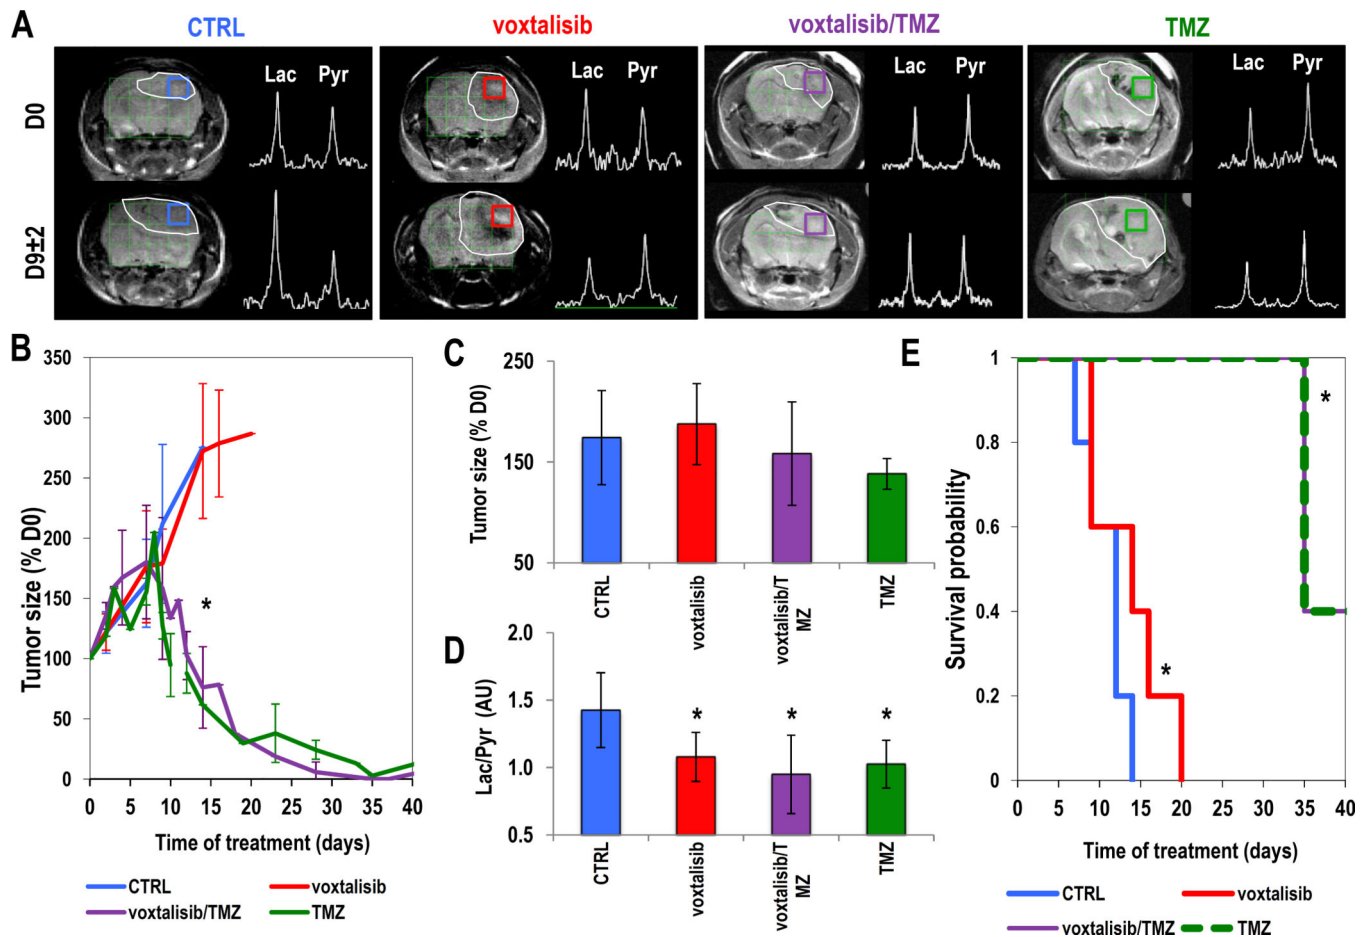 A
CTRL
voxtalisib
voxtalisib/TMZ
TMZ
D0
Lac Pyr
Lac Pyr
Lac Pyr
Lac Pyr
D9±2
B
350
300
250
200
150
100
50
0
Tumor size (% D0)
*
0 5 10 15 20 25 30 35 40
Time of treatment (days)
CTRL
voxtalisib
voxtalisib/TMZ
TMZ
C
250
150
50
Tumor size (% D0)
CTRL
voxtalisib
voxtalisib/T
MZ
TMZ
D
2.0
1.5
1.0
0.5
Lac/Pyr (AU)
* * *
CTRL
voxtalisib
voxtalisib/T
MZ
TMZ
E
1
0.8
0.6
0.4
0.2
0
Survival probability
*
*
0 5 10 15 20 25 30 35 40
Time of treatment (days)
CTRL
voxtalisib
voxtalisib/TMZ
TMZ